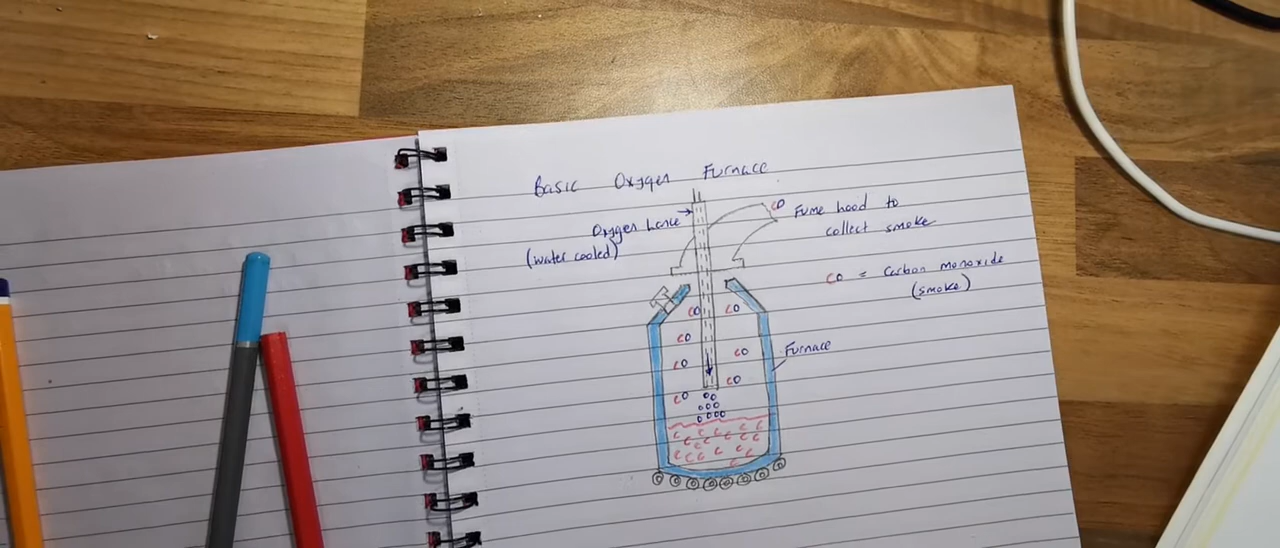 Basic Oxygen Furnace
Oxygen Lance
(water cooled)
CO
Fume hood to
collect smoke
CO = Carbon monoxide
(smoke)
CO CO
CO
CO
CO
CO
CO
Furnace
o o
o o o
o o o o
c c c c c c
c c c c c c
c c c c c
c